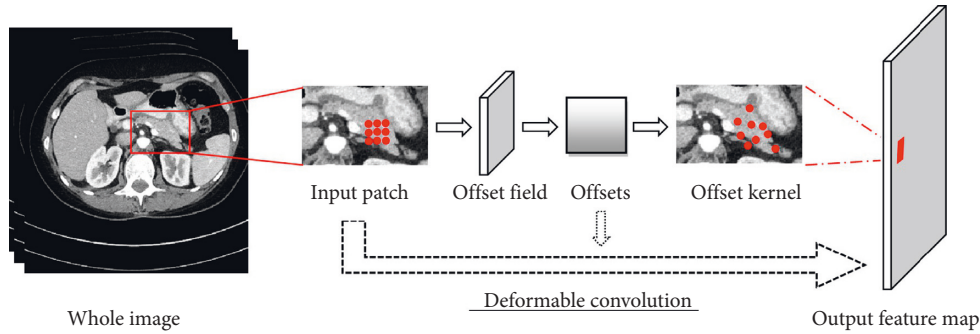 Input patch
Offset field
Offsets
Offset kernel
Deformable convolution
Whole image
Output feature map